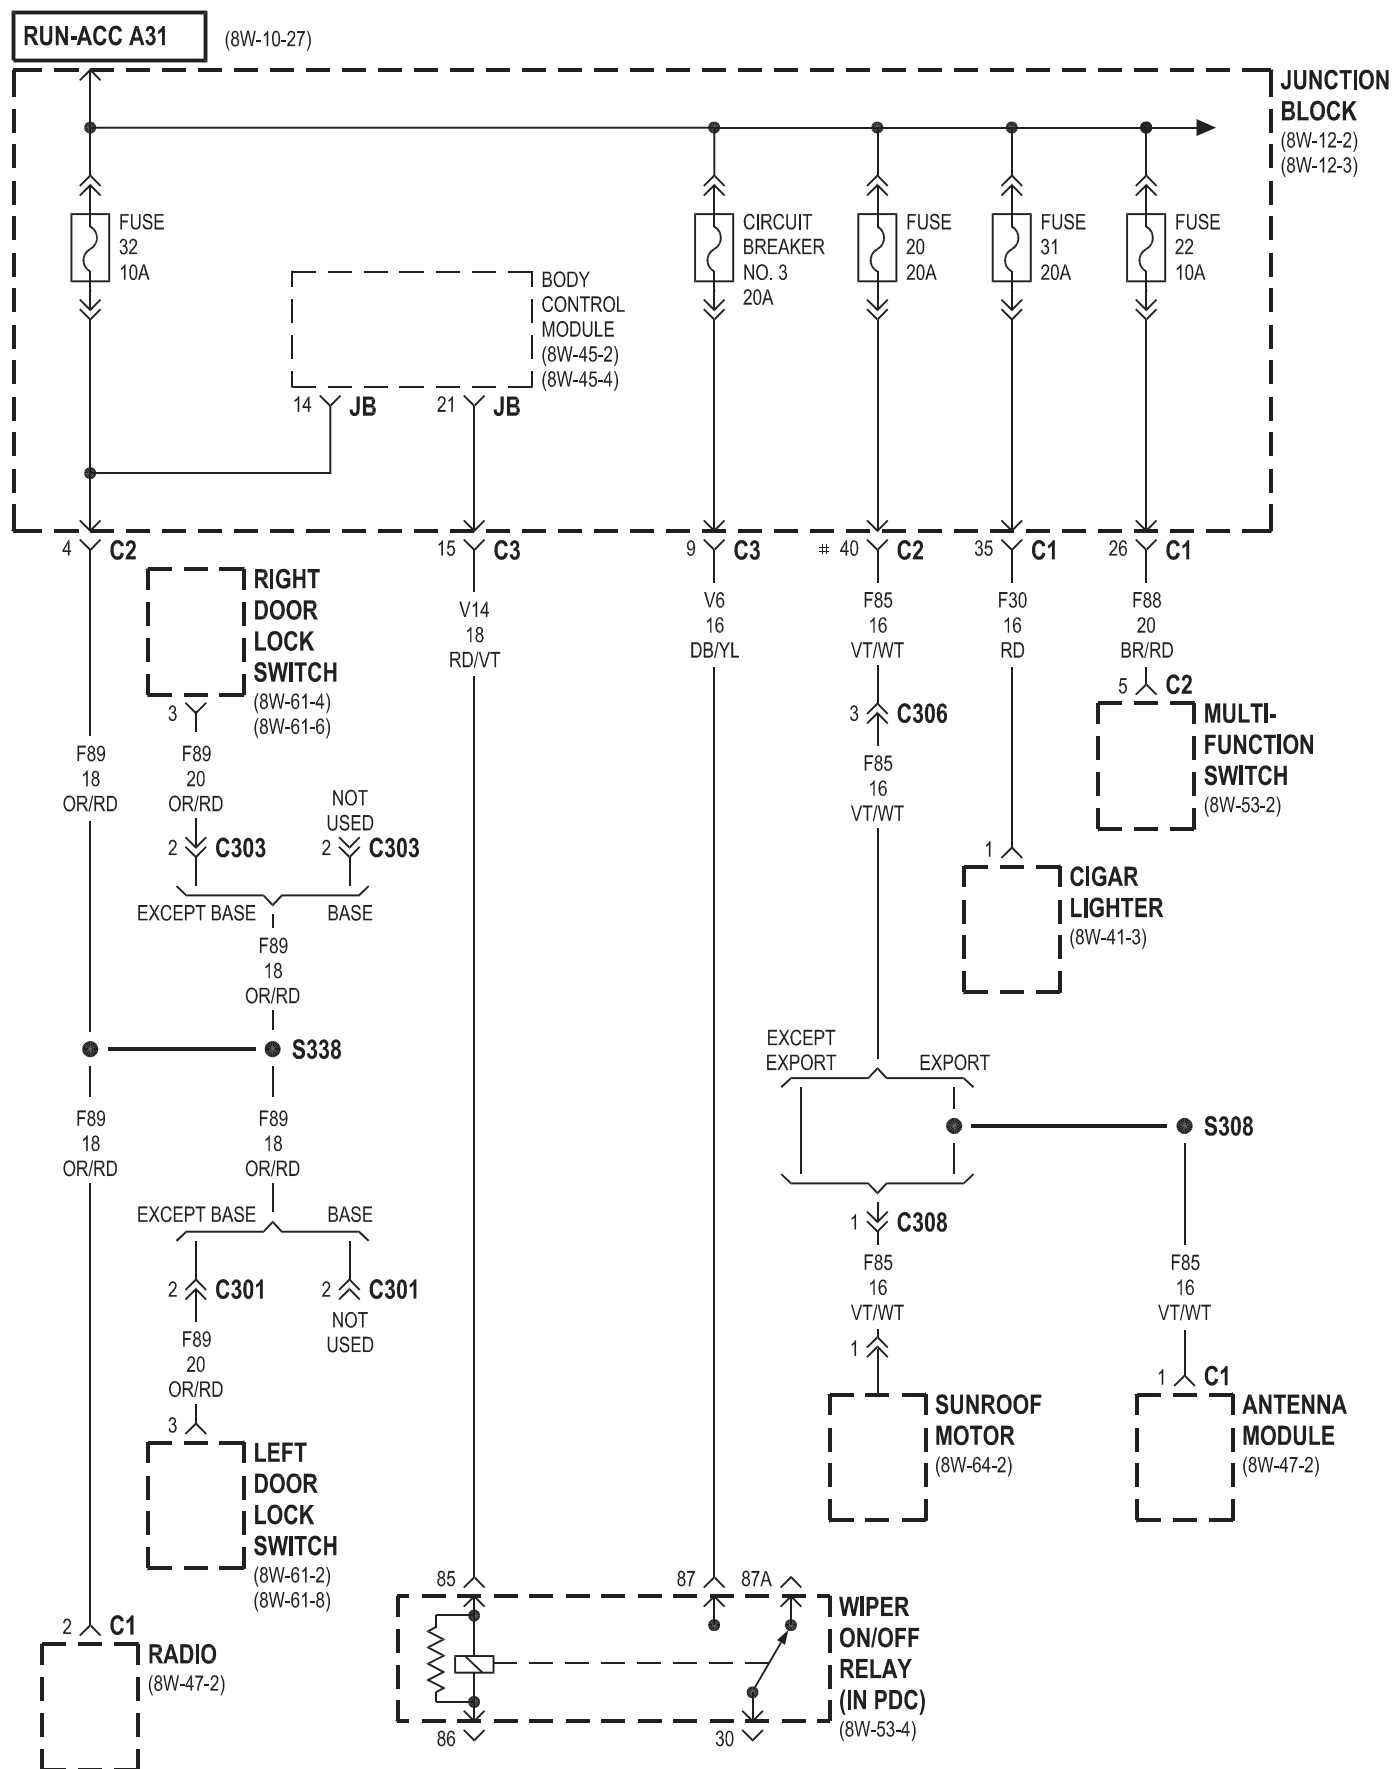 RUN-ACC A31
(8W-10-27)
JUNCTION
BLOCK
(8W-12-2)
(8W-12-3)
FUSE
32
10A
CIRCUIT
BREAKER
NO. 3
20A
FUSE
20
20A
FUSE
31
20A
FUSE
22
10A
BODY
CONTROL
MODULE
(8W-45-2)
(8W-45-4)
14 JB
21 JB
4 C2
15 C3
9 C3
# 40 C2
35 C1
26 C1
RIGHT
DOOR
LOCK
SWITCH
(8W-61-4)
(8W-61-6)
3
V14
18
RD/VT
V6
16
DB/YL
F85
16
VT/WT
F30
16
RD
F88
20
BR/RD
5 C2
MULTI-
FUNCTION
SWITCH
(8W-53-2)
3 C306
F85
16
VT/WT
F89
18
OR/RD
F89
20
OR/RD
NOT
USED
2 C303
2 C303
EXCEPT BASE
BASE
F89
18
OR/RD
1
CIGAR
LIGHTER
(8W-41-3)
S338
EXCEPT
EXPORT
EXPORT
S308
F89
18
OR/RD
F89
18
OR/RD
EXCEPT BASE
BASE
1 C308
F85
16
VT/WT
F85
16
VT/WT
2 C301
2 C301
NOT
USED
F89
20
OR/RD
3
1
1 C1
SUNROOF
MOTOR
(8W-64-2)
ANTENNA
MODULE
(8W-47-2)
LEFT
DOOR
LOCK
SWITCH
(8W-61-2)
(8W-61-8)
85
87
87A
WIPER
ON/OFF
RELAY
(IN PDC)
(8W-53-4)
2 C1
RADIO
(8W-47-2)
86
30